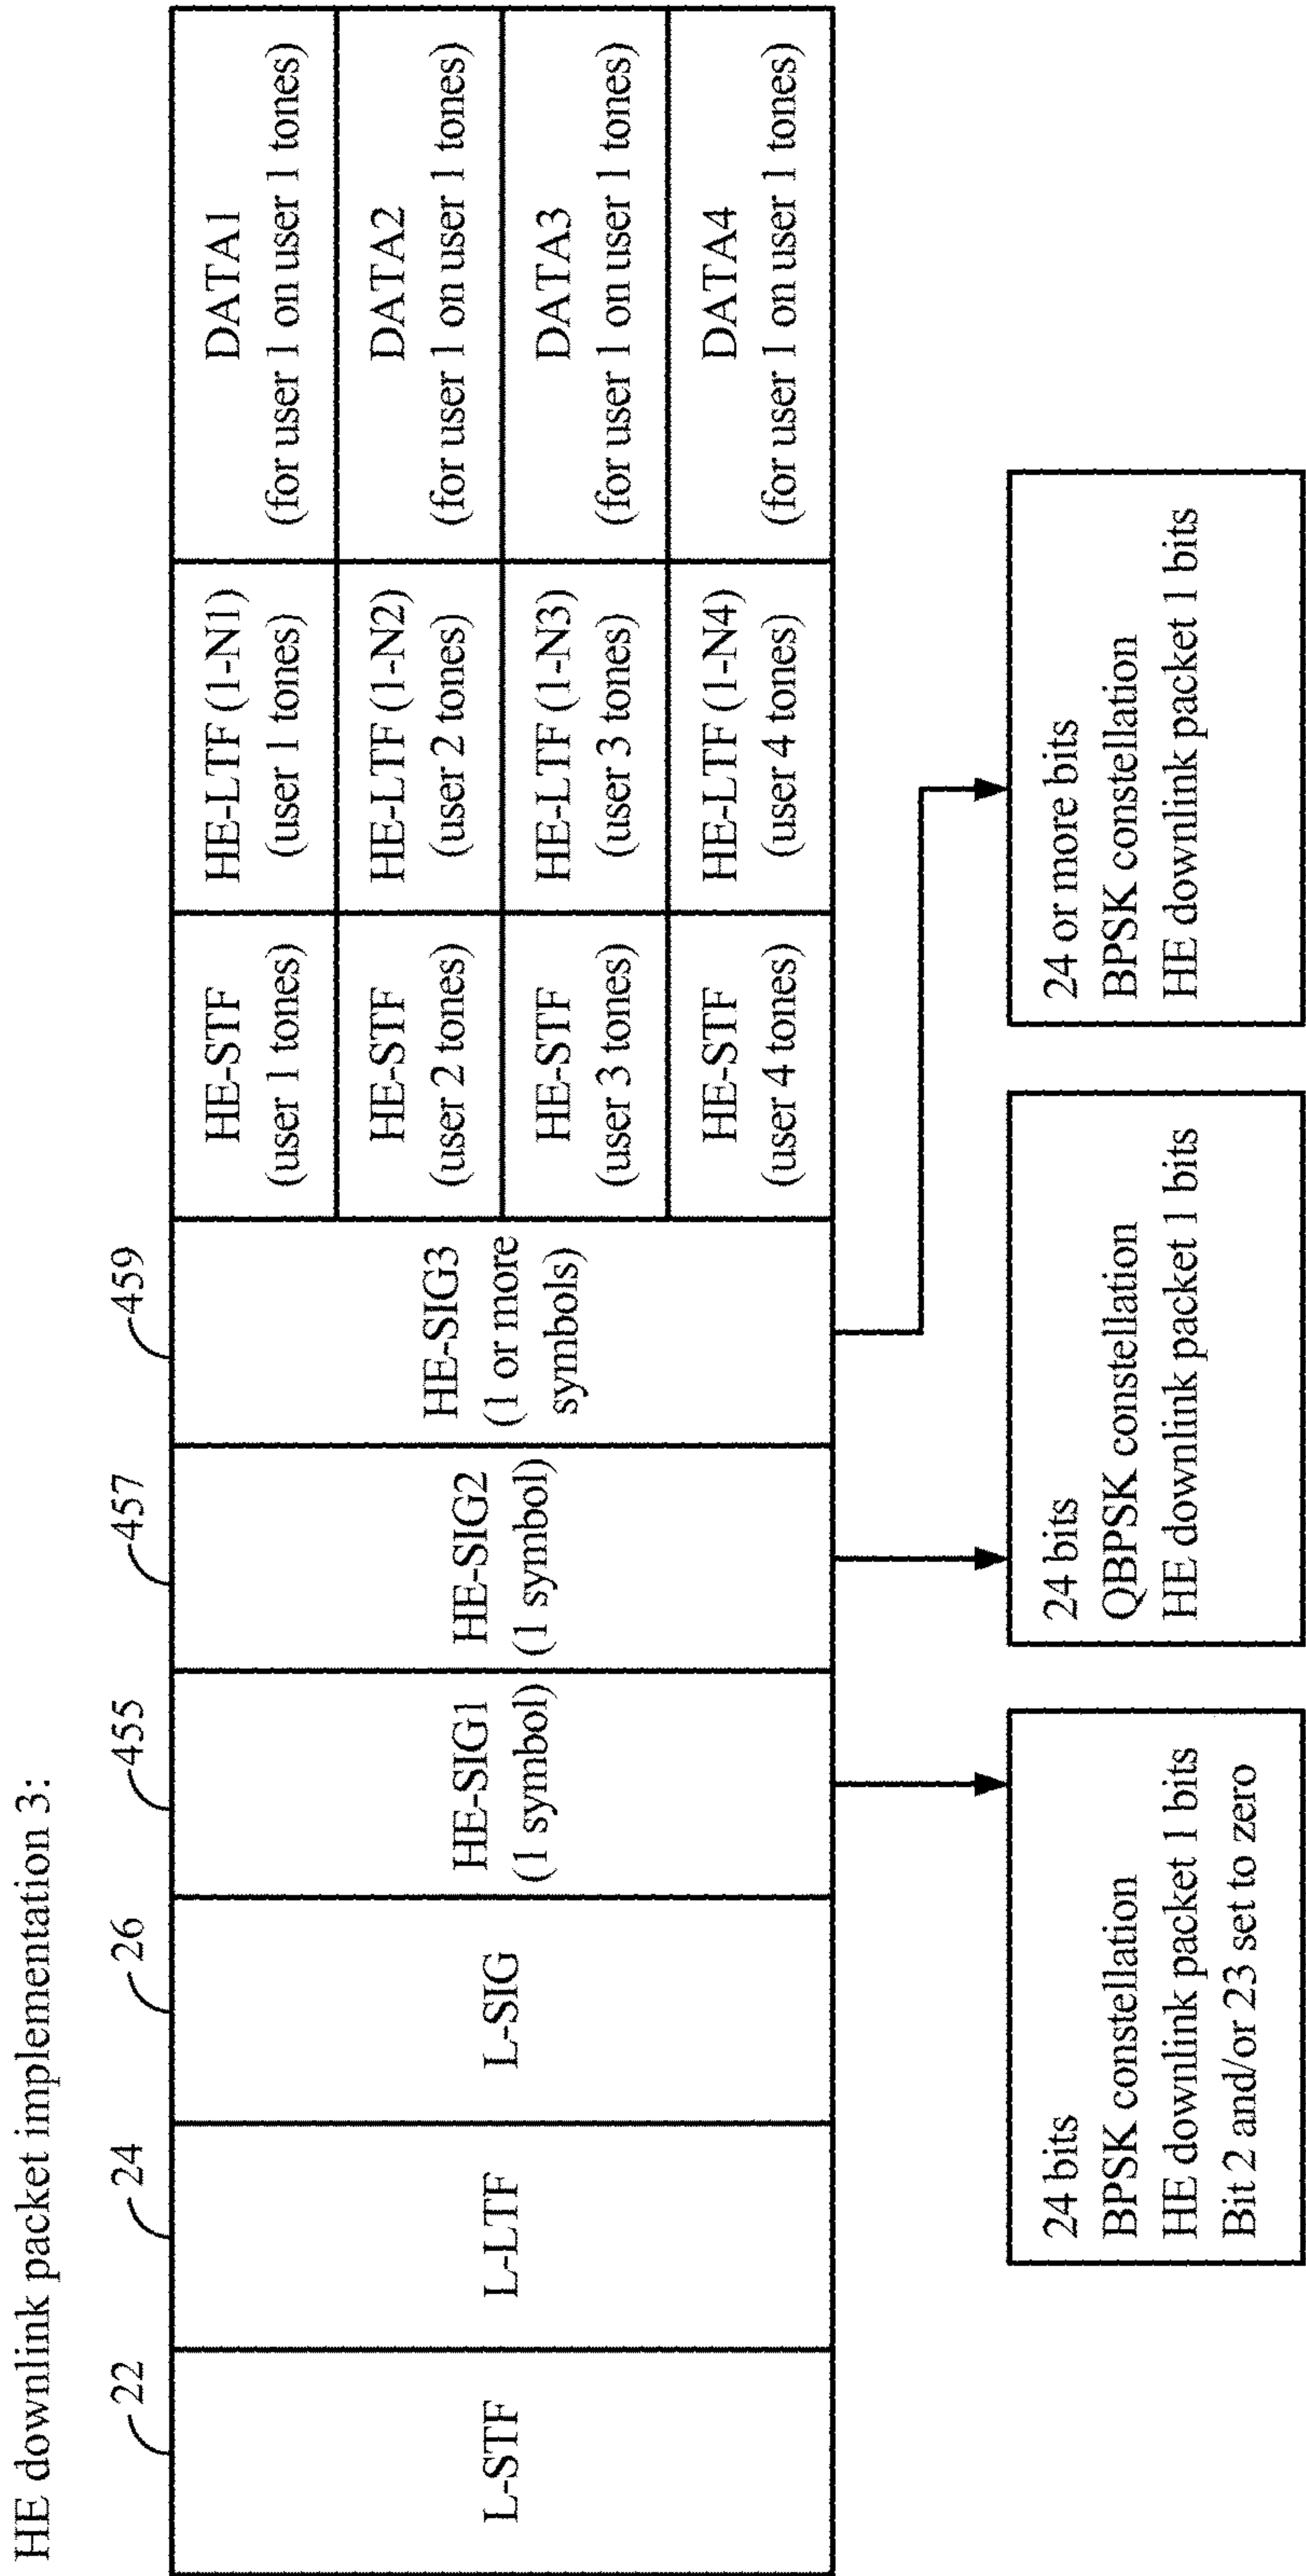 HE downlink packet implementation 3:
22
24
26
455
457
459
L-STF
L-LTF
L-SIG
HE-SIG1
(1 symbol)
HE-SIG2
(1 symbol)
HE-SIG3
(1 or more
symbols)
HE-STF
(user 1 tones)
HE-LTF (1-N1)
(user 1 tones)
DATA1
(for user 1 on user 1 tones)
HE-STF
(user 2 tones)
HE-LTF (1-N2)
(user 2 tones)
DATA2
(for user 1 on user 1 tones)
HE-STF
(user 3 tones)
HE-LTF (1-N3)
(user 3 tones)
DATA3
(for user 1 on user 1 tones)
HE-STF
(user 4 tones)
HE-LTF (1-N4)
(user 4 tones)
DATA4
(for user 1 on user 1 tones)
24 bits
BPSK constellation
HE downlink packet 1 bits
Bit 2 and/or 23 set to zero
24 bits
QBPSK constellation
HE downlink packet 1 bits
24 or more bits
BPSK constellation
HE downlink packet 1 bits